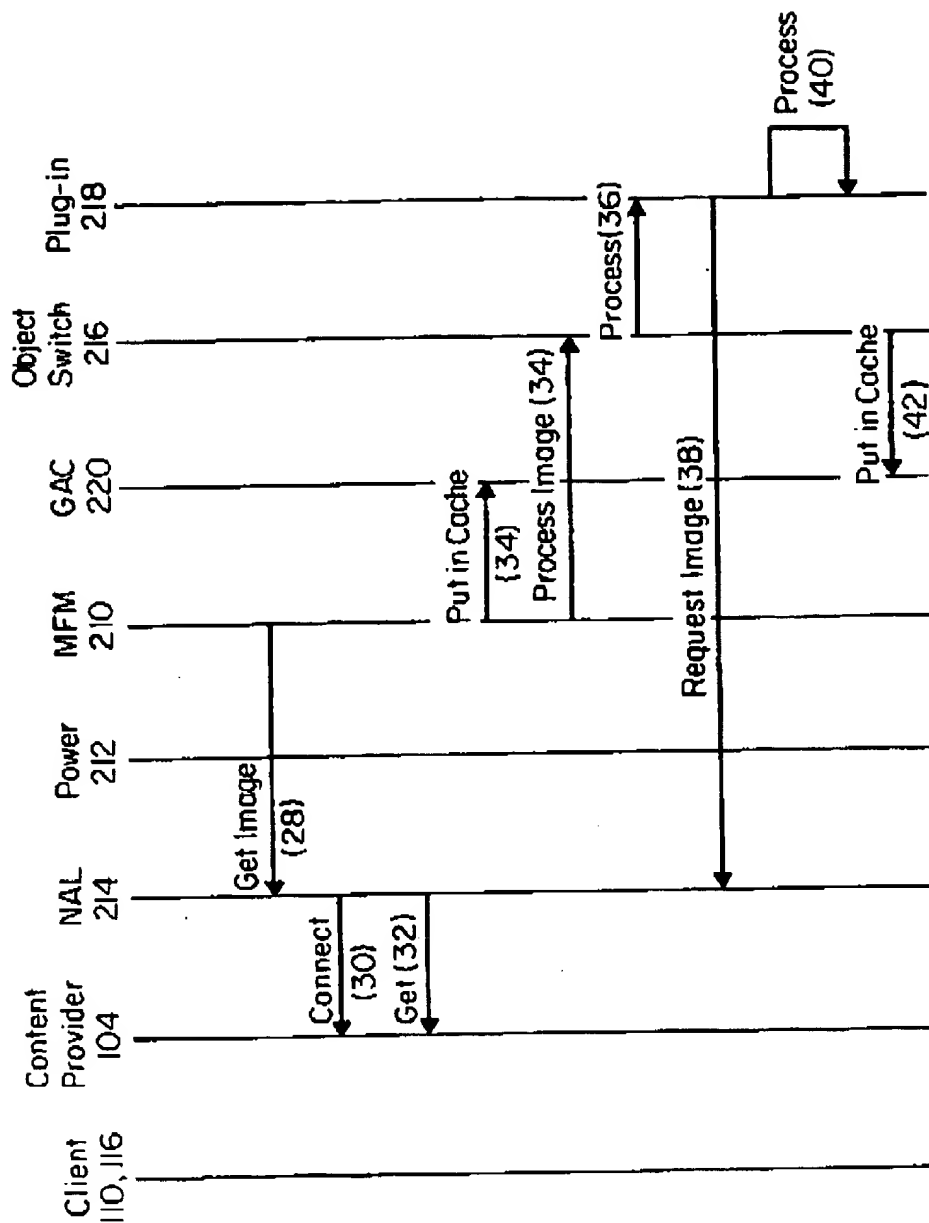 Client
110, 116
Content
Provider
104
NAL
214
Power
212
MFM
210
GAC
220
Object
Switch
216
Plug-in
218
Get Image
(28)
Connect
(30)
Get (32)
Put in Cache
(34)
Process Image (34)
Process(36)
Request Image (38)
Process
(40)
Put in Cache
(42)